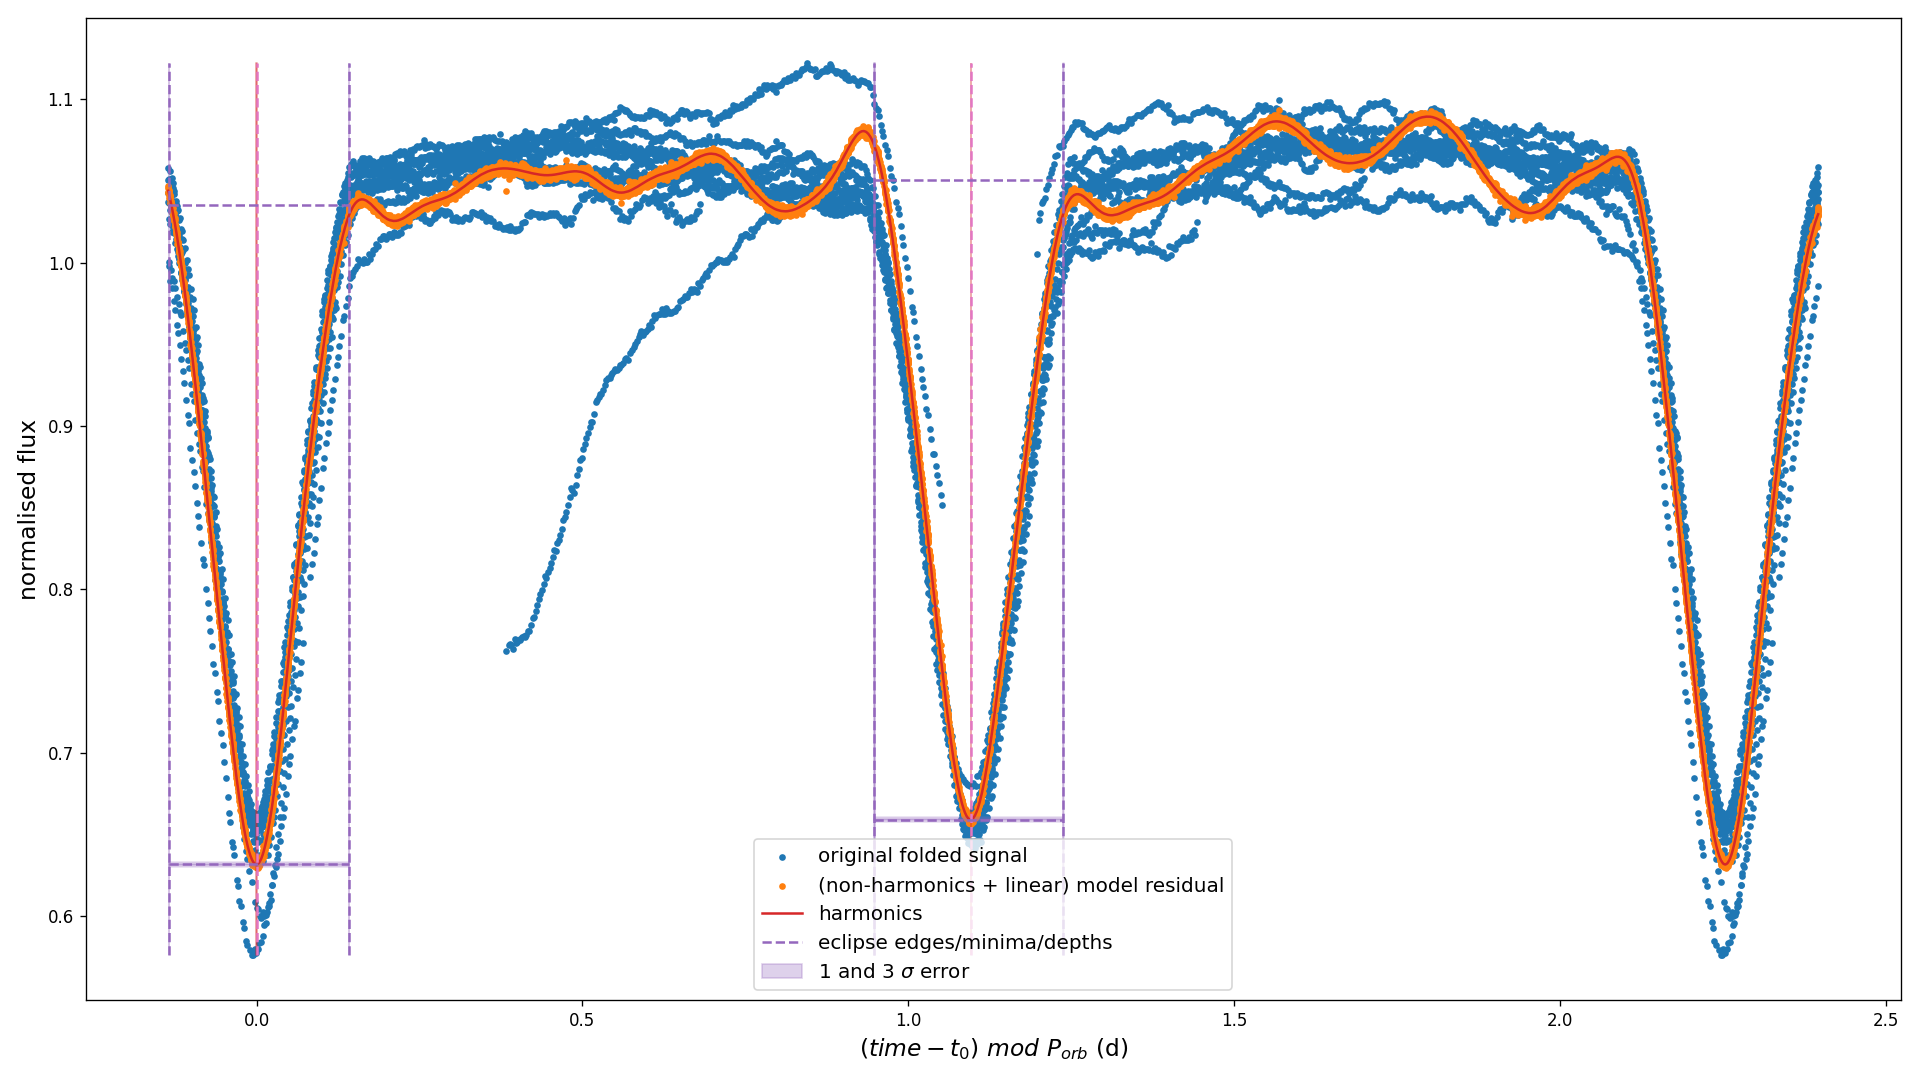 1.1
1.0
0.9
0.8
0.7
0.6
normalised flux
original folded signal
(non-harmonics + linear) model residual
harmonics
eclipse edges/minima/depths
1 and 3 σ error
0.0 0.5 1.0 1.5 2.0 2.5
(time − t₀) mod P_orb (d)